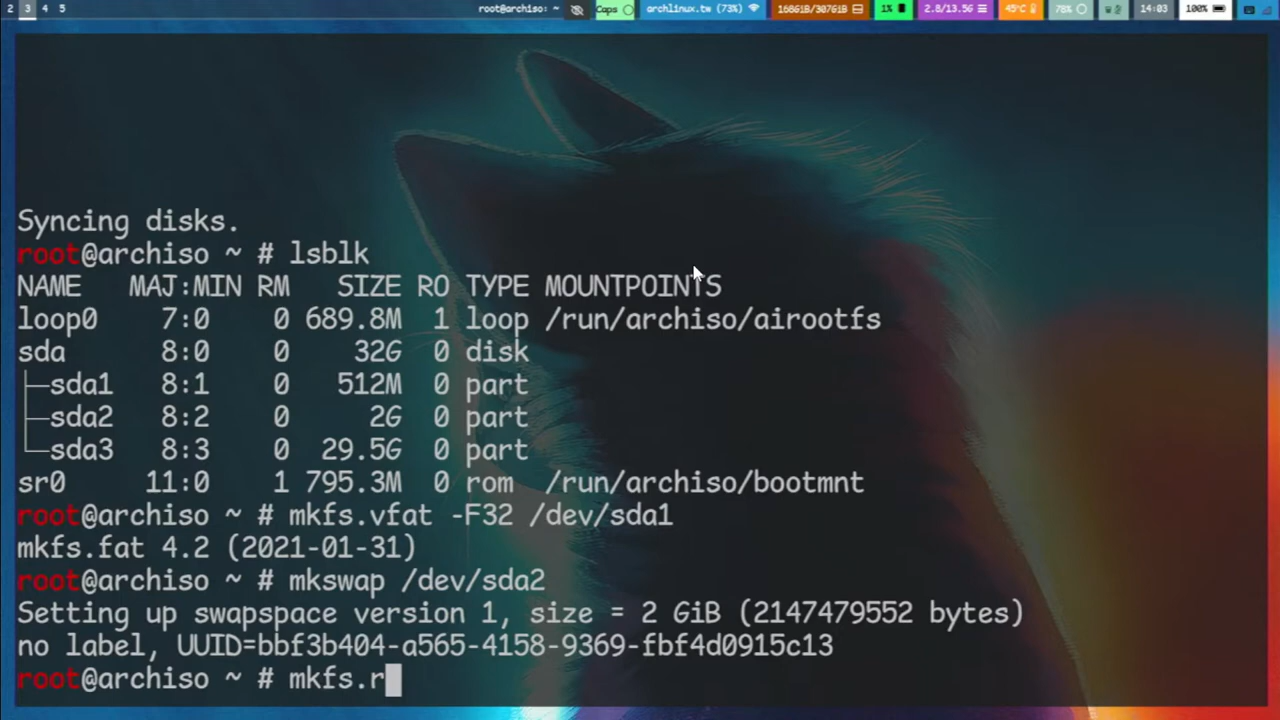 2 3 4 5 root@archiso: ~ Caps archlinux.tw (73%) 168GiB/307GiB 1% 2.8/13.5G 45°C 78% 14:03 100%
Syncing disks.
root@archiso ~ # lsblk
NAME MAJ:MIN RM SIZE RO TYPE MOUNTPOINTS
loop0 7:0 0 689.8M 1 loop /run/archiso/airootfs
sda 8:0 0 32G 0 disk
├─sda1 8:1 0 512M 0 part
├─sda2 8:2 0 2G 0 part
└─sda3 8:3 0 29.5G 0 part
sr0 11:0 1 795.3M 0 rom /run/archiso/bootmnt
root@archiso ~ # mkfs.vfat -F32 /dev/sda1
mkfs.fat 4.2 (2021-01-31)
root@archiso ~ # mkswap /dev/sda2
Setting up swapspace version 1, size = 2 GiB (2147479552 bytes)
no label, UUID=bbf3b404-a565-4158-9369-fbf4d0915c13
root@archiso ~ # mkfs.r